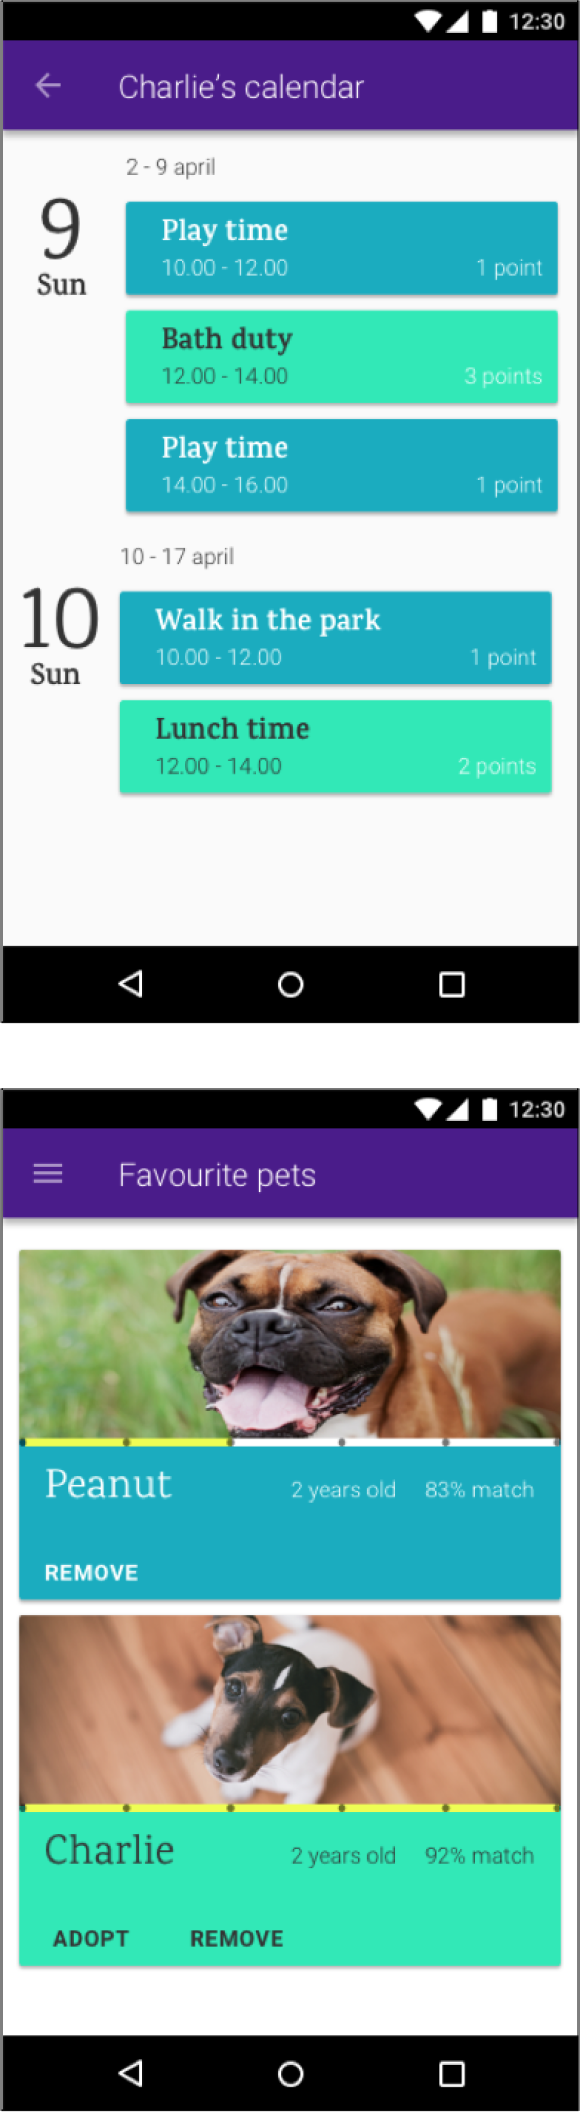 12:30
Charlie's calendar
2 - 9 april
9
Sun
Play time
10.00 - 12.00 1 point
Bath duty
12.00 - 14.00 3 points
Play time
14.00 - 16.00 1 point
10 - 17 april
10
Sun
Walk in the park
10.00 - 12.00 1 point
Lunch time
12.00 - 14.00 2 points
12:30
Favourite pets
Peanut 2 years old 83% match
REMOVE
Charlie 2 years old 92% match
ADOPT REMOVE